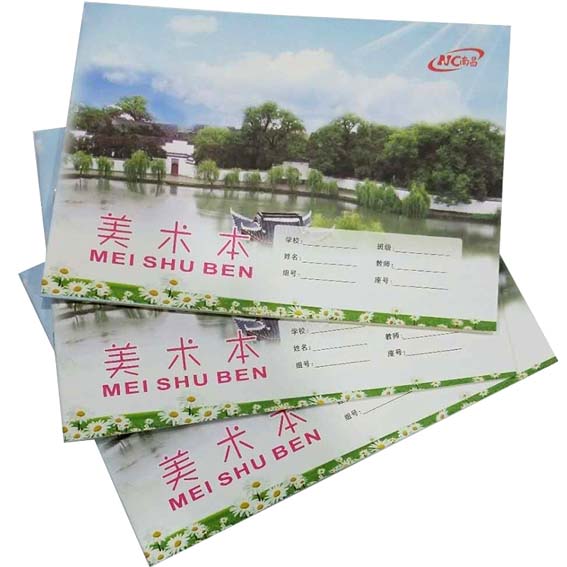 NC南昌
美术本
MEI SHU BEN
学校: 班级:
姓名: 教师:
组号: 座号:
美术本
MEI SHU BEN
学校: 教师:
姓名: 座号:
组号:
美术本
MEI SHU BEN
组号: